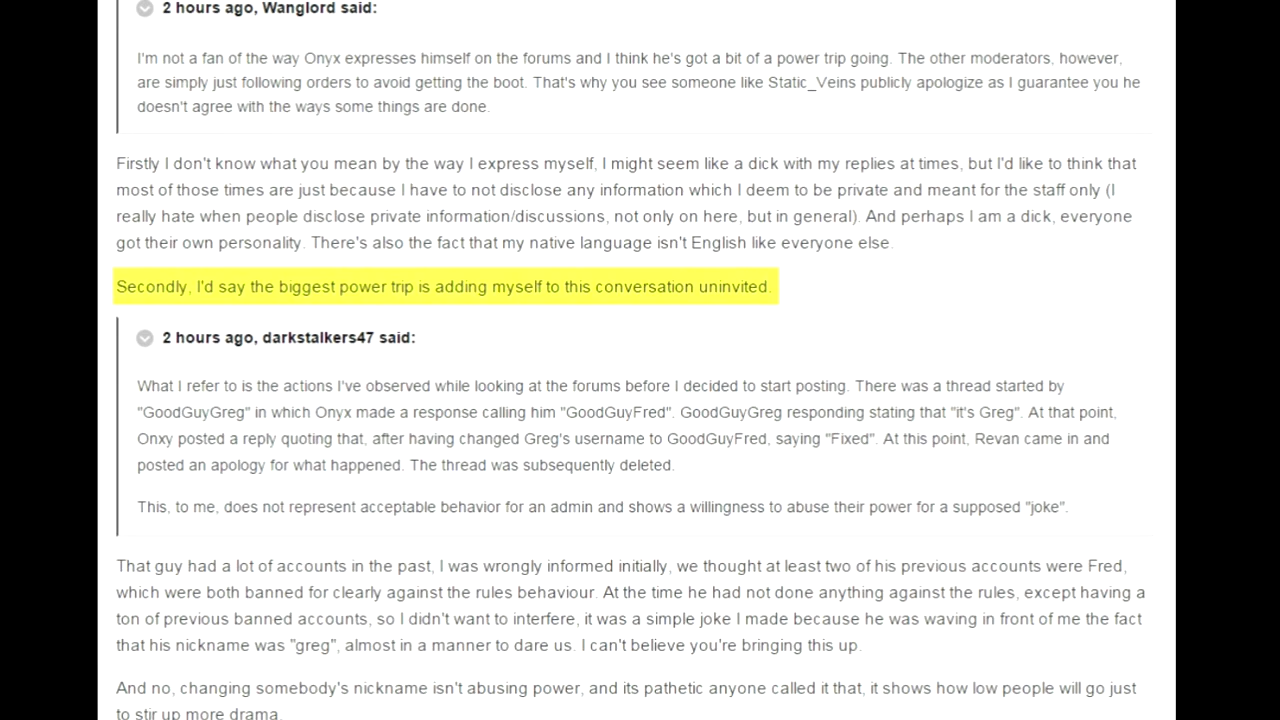 2 hours ago, Wanglord said:
I'm not a fan of the way Onyx expresses himself on the forums and I think he's got a bit of a power trip going. The other moderators, however,
are simply just following orders to avoid getting the boot. That's why you see someone like Static_Veins publicly apologize as I guarantee you he
doesn't agree with the ways some things are done.
Firstly I don't know what you mean by the way I express myself, I might seem like a dick with my replies at times, but I'd like to think that
most of those times are just because I have to not disclose any information which I deem to be private and meant for the staff only (I
really hate when people disclose private information/discussions, not only on here, but in general). And perhaps I am a dick, everyone
got their own personality. There's also the fact that my native language isn't English like everyone else.
Secondly, I'd say the biggest power trip is adding myself to this conversation uninvited.
2 hours ago, darkstalkers47 said:
What I refer to is the actions I've observed while looking at the forums before I decided to start posting. There was a thread started by
"GoodGuyGreg" in which Onyx made a response calling him "GoodGuyFred". GoodGuyGreg responding stating that "it's Greg". At that point,
Onxy posted a reply quoting that, after having changed Greg's username to GoodGuyFred, saying "Fixed". At this point, Revan came in and
posted an apology for what happened. The thread was subsequently deleted.
This, to me, does not represent acceptable behavior for an admin and shows a willingness to abuse their power for a supposed "joke".
That guy had a lot of accounts in the past, I was wrongly informed initially, we thought at least two of his previous accounts were Fred,
which were both banned for clearly against the rules behaviour. At the time he had not done anything against the rules, except having a
ton of previous banned accounts, so I didn't want to interfere, it was a simple joke I made because he was waving in front of me the fact
that his nickname was "greg", almost in a manner to dare us. I can't believe you're bringing this up.
And no, changing somebody's nickname isn't abusing power, and its pathetic anyone called it that, it shows how low people will go just
to stir up more drama.